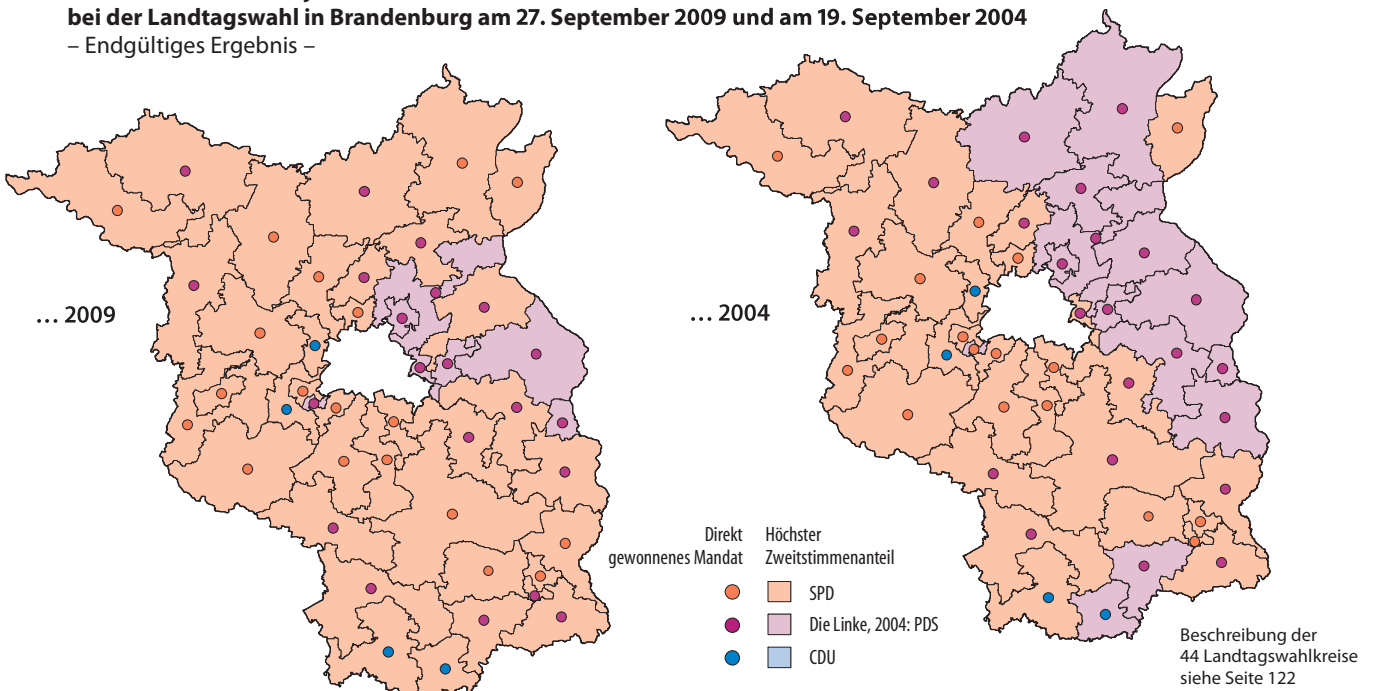 bei der Landtagswahl in Brandenburg am 27. September 2009 und am 19. September 2004
– Endgültiges Ergebnis –
... 2009
... 2004
Direkt gewonnenes Mandat
Höchster Zweitstimmenanteil
SPD
Die Linke, 2004: PDS
CDU
Beschreibung der
44 Landtagswahlkreise
siehe Seite 122